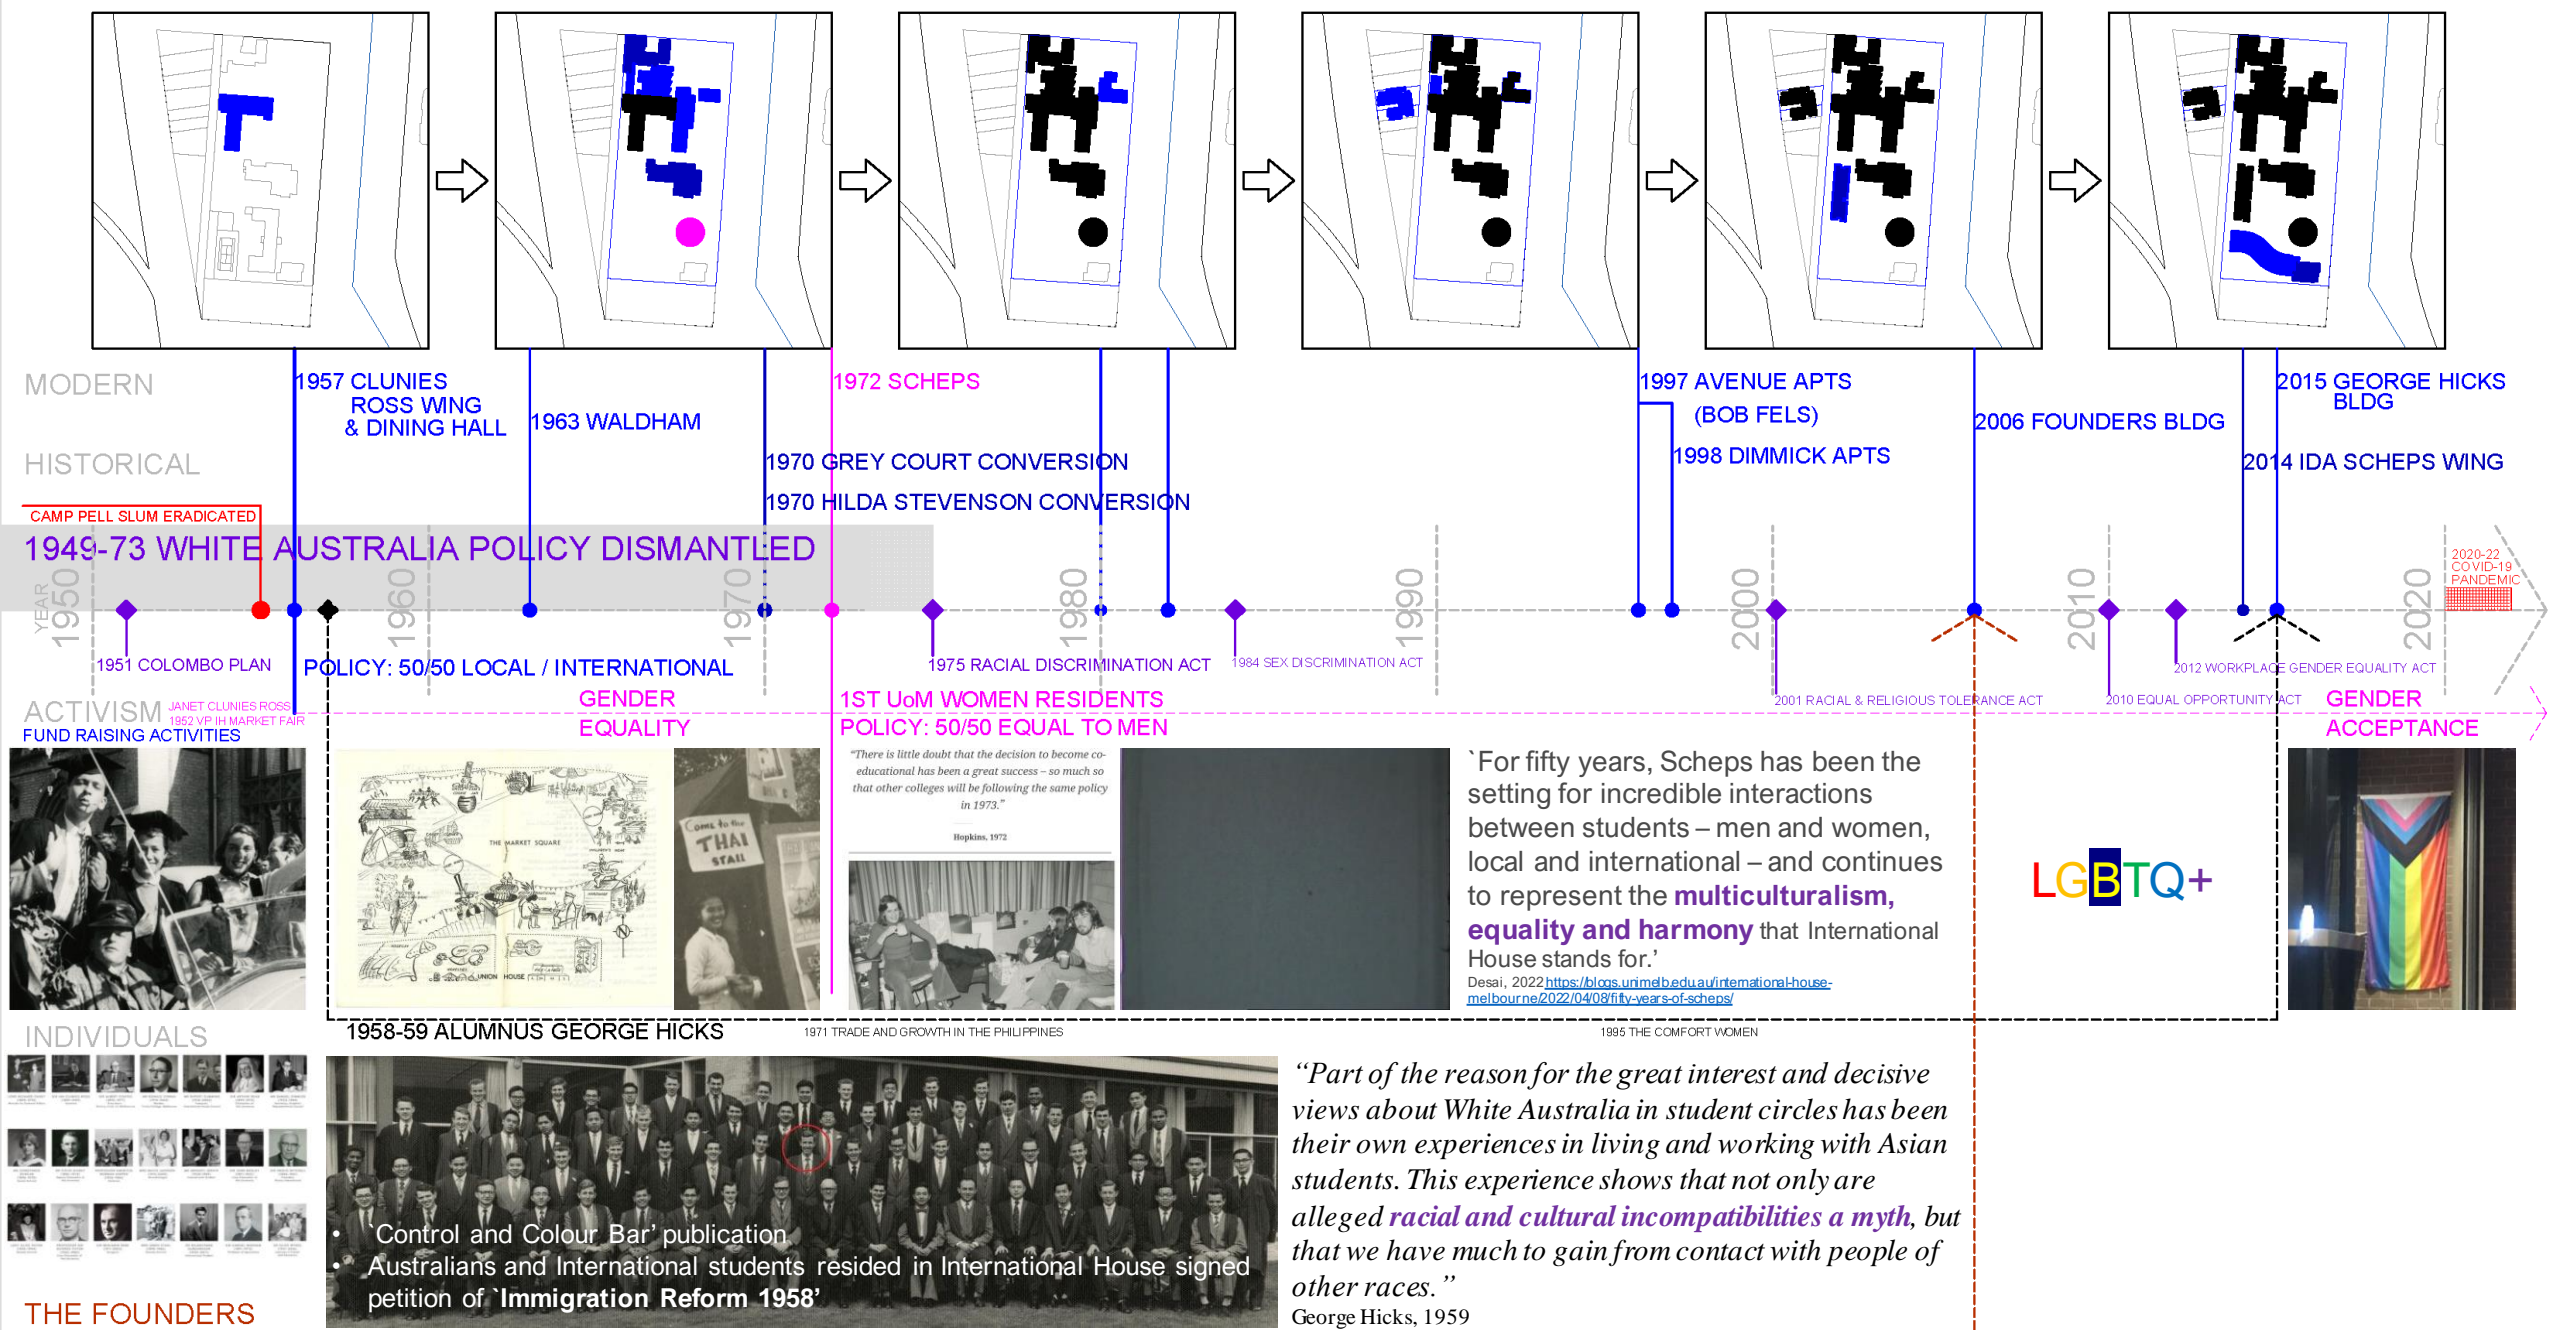 MODERN
1957 CLUNIES
ROSS WING
& DINING HALL
1963 WALDHAM
1972 SCHEPS
1997 AVENUE APTS
(BOB FELS)
1998 DIMMICK APTS
2006 FOUNDERS BLDG
2015 GEORGE HICKS
BLDG
HISTORICAL
1970 GREY COURT CONVERSION
1970 HILDA STEVENSON CONVERSION
2014 IDA SCHEPS WING
CAMP PELL SLUM ERADICATED
1949-73 WHITE AUSTRALIA POLICY DISMANTLED
YEAR
1950
1960
1970
1980
1990
2000
2010
2020
2020-22
COVID-19
PANDEMIC
1951 COLOMBO PLAN
POLICY: 50/50 LOCAL / INTERNATIONAL
1975 RACIAL DISCRIMINATION ACT
1984 SEX DISCRIMINATION ACT
2001 RACIAL & RELIGIOUS TOLERANCE ACT
2010 EQUAL OPPORTUNITY ACT
2012 WORKPLACE GENDER EQUALITY ACT
ACTIVISM
JANET CLUNIES ROSS
1952 VP IH MARKET FAIR
FUND RAISING ACTIVITIES
GENDER
EQUALITY
1ST UoM WOMEN RESIDENTS
POLICY: 50/50 EQUAL TO MEN
GENDER
ACCEPTANCE
THE MARKET SQUARE
UNION HOUSE
N
Come to the
THAI
STALL
“There is little doubt that the decision to become co-
educational has been a great success – so much so
that other colleges will be following the same policy
in 1973.”
Hopkins, 1972
`For fifty years, Scheps has been the
setting for incredible interactions
between students – men and women,
local and international – and continues
to represent the multiculturalism,
equality and harmony that International
House stands for.’
Desai, 2022 https://blogs.unimelb.edu.au/international-house-
melbourne/2022/04/08/fifty-years-of-scheps/
LGBTQ+
INDIVIDUALS
1958-59 ALUMNUS GEORGE HICKS
1971 TRADE AND GROWTH IN THE PHILIPPINES
1995 THE COMFORT WOMEN
• `Control and Colour Bar’ publication
• Australians and International students resided in International House signed
petition of `Immigration Reform 1958’
“Part of the reason for the great interest and decisive
views about White Australia in student circles has been
their own experiences in living and working with Asian
students. This experience shows that not only are
alleged racial and cultural incompatibilities a myth, but
that we have much to gain from contact with people of
other races.”
George Hicks, 1959
THE FOUNDERS